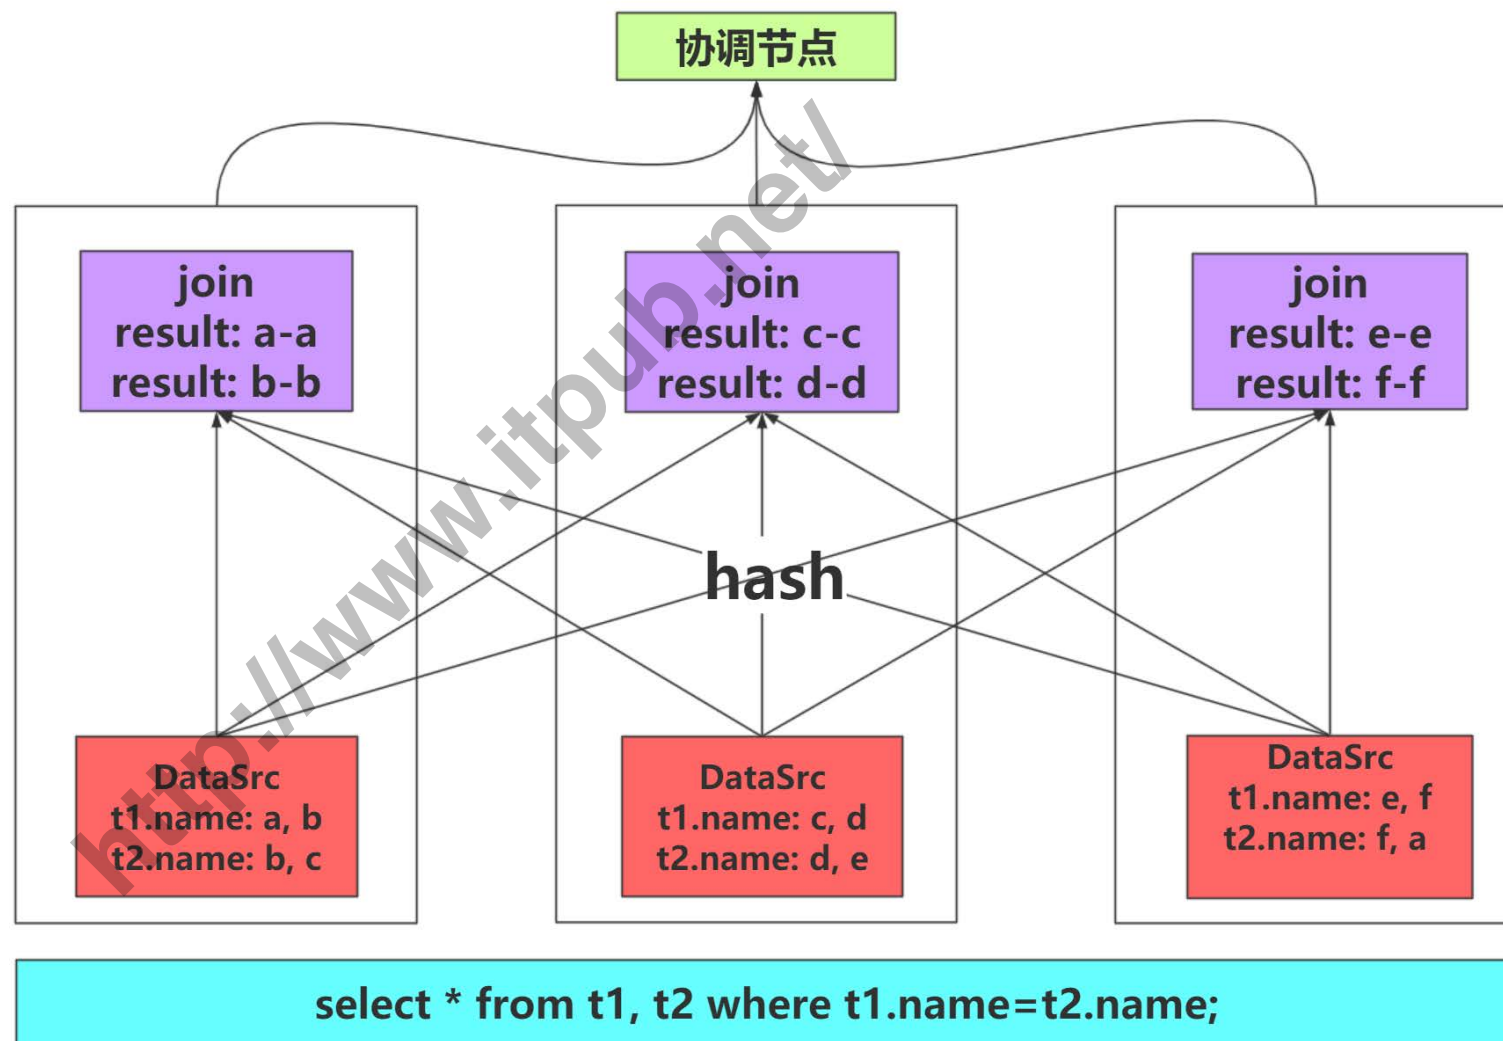 协调节点
join
result: a-a
result: b-b
join
result: c-c
result: d-d
join
result: e-e
result: f-f
hash
DataSrc
t1.name: a, b
t2.name: b, c
DataSrc
t1.name: c, d
t2.name: d, e
DataSrc
t1.name: e, f
t2.name: f, a
select * from t1, t2 where t1.name=t2.name;
http://www.itpub.net/